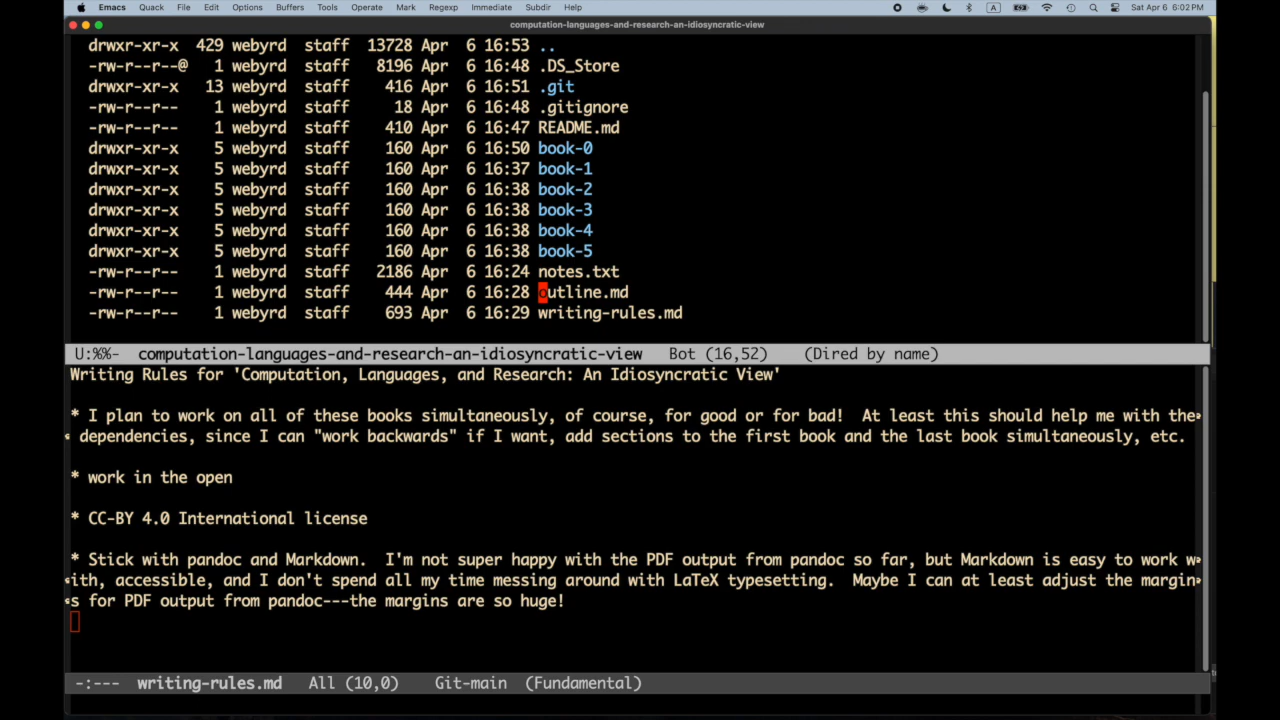 Emacs Quack File Edit Options Buffers Tools Operate Mark Regexp Immediate Subdir Help A Sat Apr 6 6:02 PM
computation-languages-and-research-an-idiosyncratic-view
drwxr-xr-x 429 webyrd staff 13728 Apr 6 16:53 ..
-rw-r--r--@ 1 webyrd staff 8196 Apr 6 16:48 .DS_Store
drwxr-xr-x 13 webyrd staff 416 Apr 6 16:51 .git
-rw-r--r-- 1 webyrd staff 18 Apr 6 16:48 .gitignore
-rw-r--r-- 1 webyrd staff 410 Apr 6 16:47 README.md
drwxr-xr-x 5 webyrd staff 160 Apr 6 16:50 book-0
drwxr-xr-x 5 webyrd staff 160 Apr 6 16:37 book-1
drwxr-xr-x 5 webyrd staff 160 Apr 6 16:38 book-2
drwxr-xr-x 5 webyrd staff 160 Apr 6 16:38 book-3
drwxr-xr-x 5 webyrd staff 160 Apr 6 16:38 book-4
drwxr-xr-x 5 webyrd staff 160 Apr 6 16:38 book-5
-rw-r--r-- 1 webyrd staff 2186 Apr 6 16:24 notes.txt
-rw-r--r-- 1 webyrd staff 444 Apr 6 16:28 outline.md
-rw-r--r-- 1 webyrd staff 693 Apr 6 16:29 writing-rules.md
U:%%- computation-languages-and-research-an-idiosyncratic-view Bot (16,52) (Dired by name)
Writing Rules for 'Computation, Languages, and Research: An Idiosyncratic View'
* I plan to work on all of these books simultaneously, of course, for good or for bad! At least this should help me with the
dependencies, since I can "work backwards" if I want, add sections to the first book and the last book simultaneously, etc.
* work in the open
* CC-BY 4.0 International license
* Stick with pandoc and Markdown. I'm not super happy with the PDF output from pandoc so far, but Markdown is easy to work w
ith, accessible, and I don't spend all my time messing around with LaTeX typesetting. Maybe I can at least adjust the margin
s for PDF output from pandoc---the margins are so huge!
-:--- writing-rules.md All (10,0) Git-main (Fundamental)